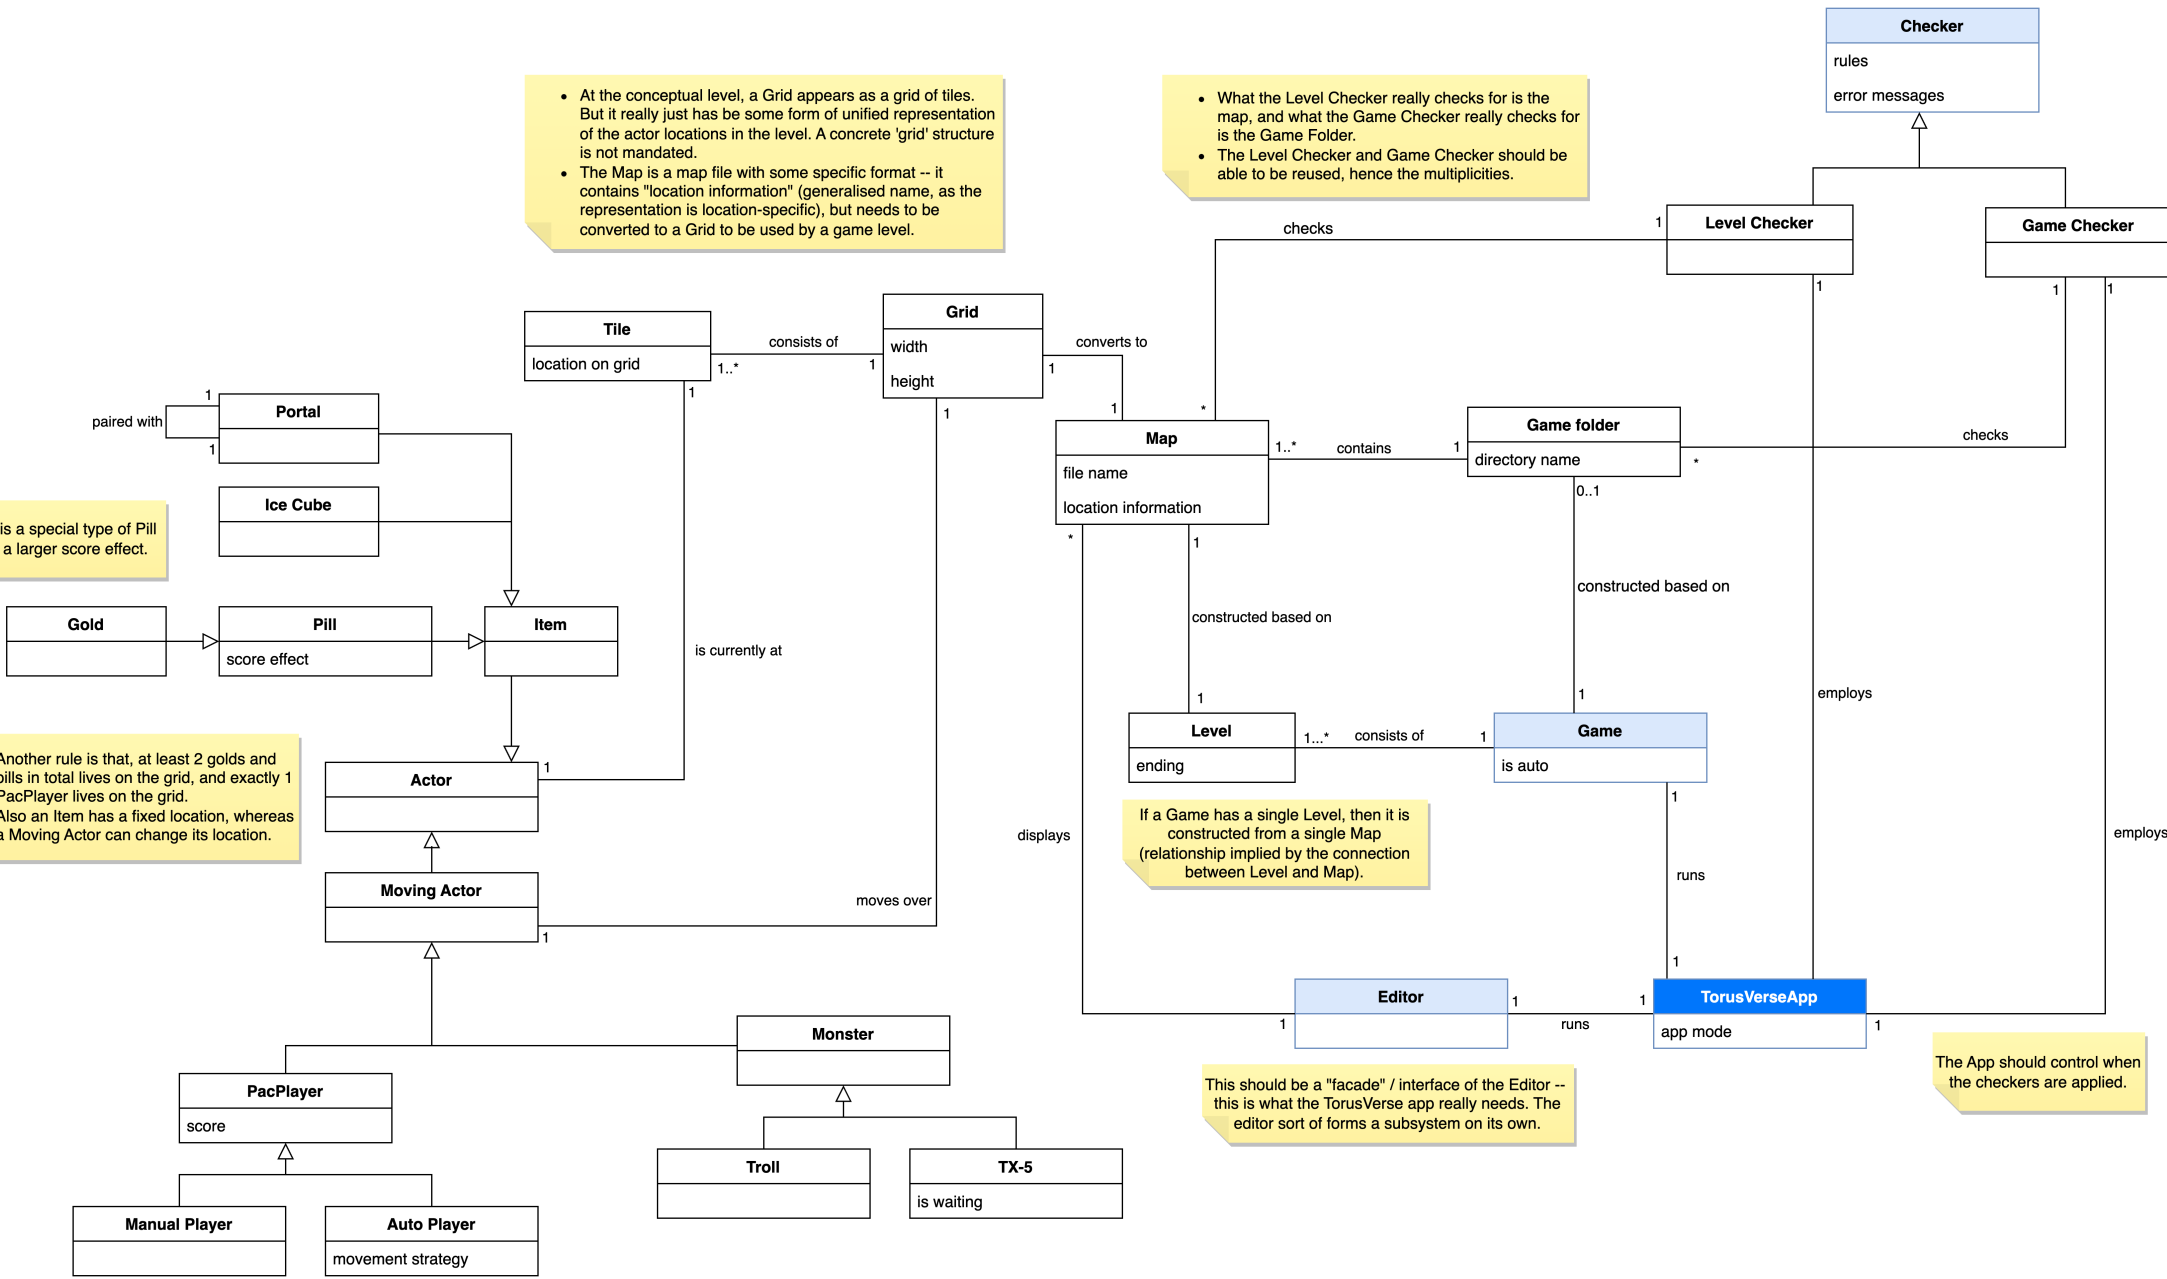 Checker
rules
error messages
• At the conceptual level, a Grid appears as a grid of tiles.
But it really just has be some form of unified representation
of the actor locations in the level. A concrete 'grid' structure
is not mandated.
• The Map is a map file with some specific format -- it
contains "location information" (generalised name, as the
representation is location-specific), but needs to be
converted to a Grid to be used by a game level.
• What the Level Checker really checks for is the
map, and what the Game Checker really checks for
is the Game Folder.
• The Level Checker and Game Checker should be
able to be reused, hence the multiplicities.
checks
1
Level Checker
1
Game Checker
1
1
Tile
location on grid
1..*
consists of
1
1
Grid
width
height
1
1
converts to
1
*
Map
file name
location information
1..*
contains
1
Game folder
directory name
*
checks
0..1
1
Portal
paired with
1
Ice Cube
is a special type of Pill
a larger score effect.
Gold
Pill
score effect
Item
is currently at
*
1
constructed based on
1
constructed based on
1
employs
Another rule is that, at least 2 golds and
pills in total lives on the grid, and exactly 1
PacPlayer lives on the grid.
Also an Item has a fixed location, whereas
a Moving Actor can change its location.
Actor
1
Level
ending
1...*
consists of
1
Game
is auto
1
If a Game has a single Level, then it is
constructed from a single Map
(relationship implied by the connection
between Level and Map).
displays
employs
runs
1
Moving Actor
1
moves over
Editor
1
1
runs
1
TorusVerseApp
app mode
1
This should be a "facade" / interface of the Editor --
this is what the TorusVerse app really needs. The
editor sort of forms a subsystem on its own.
The App should control when
the checkers are applied.
Monster
PacPlayer
score
Troll
TX-5
is waiting
Manual Player
Auto Player
movement strategy